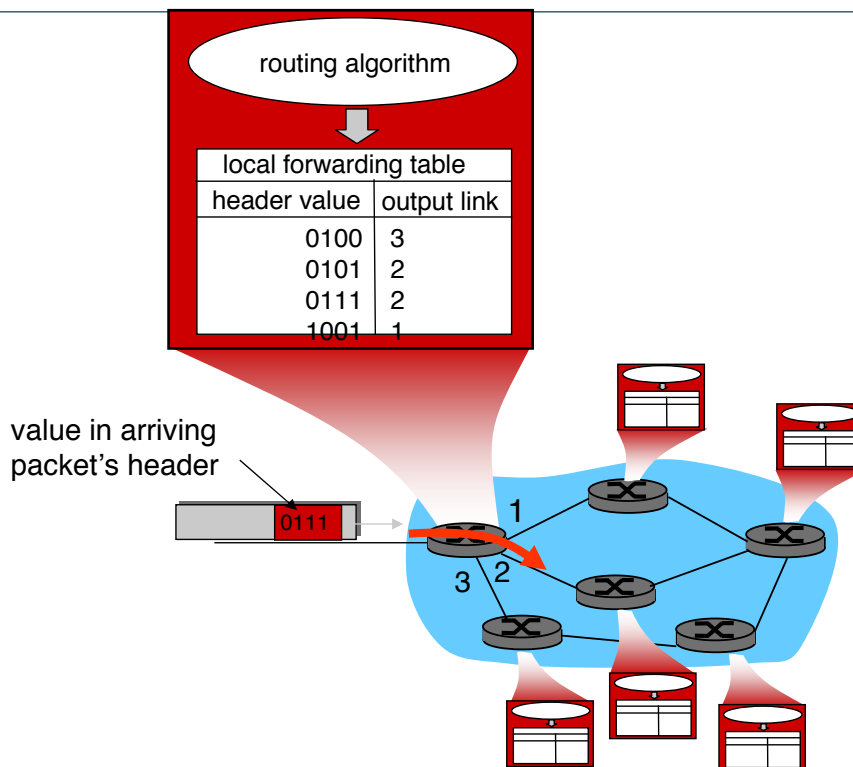 routing algorithm
local forwarding table
header value output link
0100 3
0101 2
0111 2
1001 1
value in arriving
packet's header
0111
1
2
3